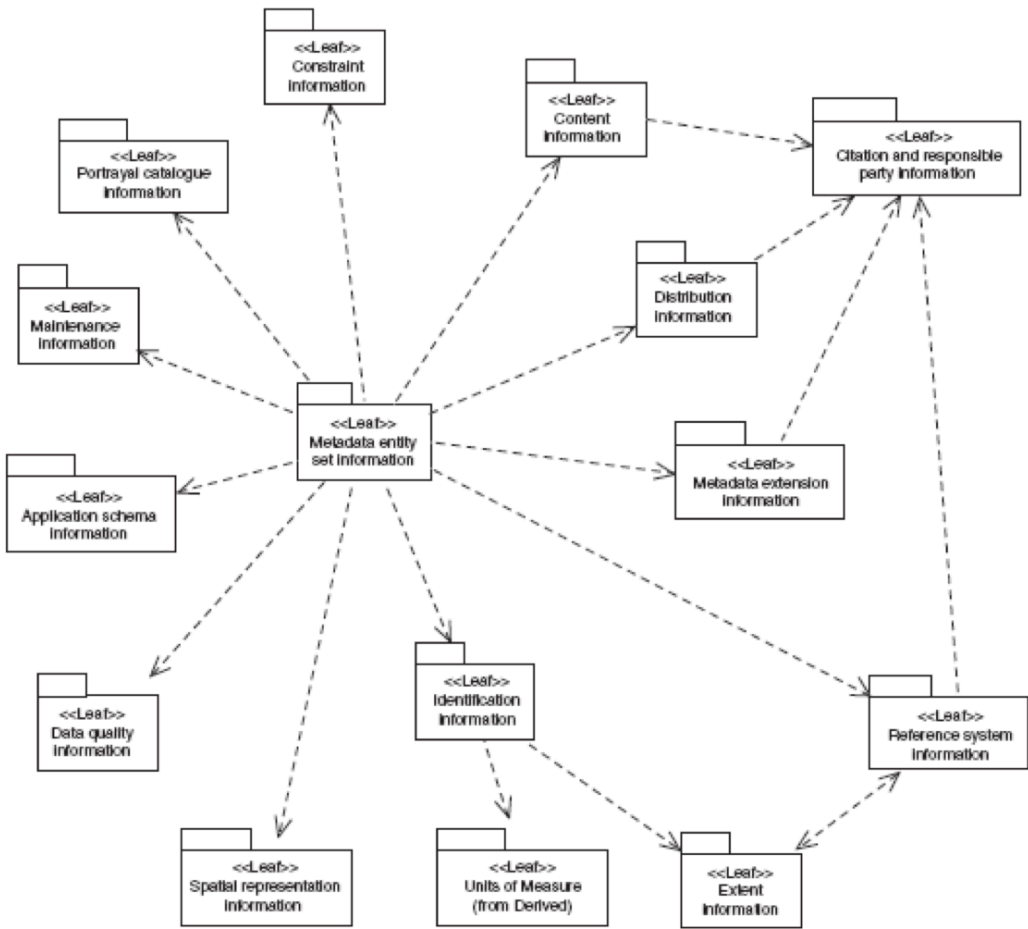 <<Leaf>>
Constraint
information
<<Leaf>>
Content
information
<<Leaf>>
Citation and responsible
party information
<<Leaf>>
Portrayal catalogue
information
<<Leaf>>
Maintenance
information
<<Leaf>>
Distribution
information
<<Leaf>>
Metadata entity
set information
<<Leaf>>
Metadata extension
information
<<Leaf>>
Application schema
information
<<Leaf>>
Data quality
information
<<Leaf>>
Identification
information
<<Leaf>>
Reference system
information
<<Leaf>>
Spatial representation
information
<<Leaf>>
Units of Measure
(from Derived)
<<Leaf>>
Extent
information